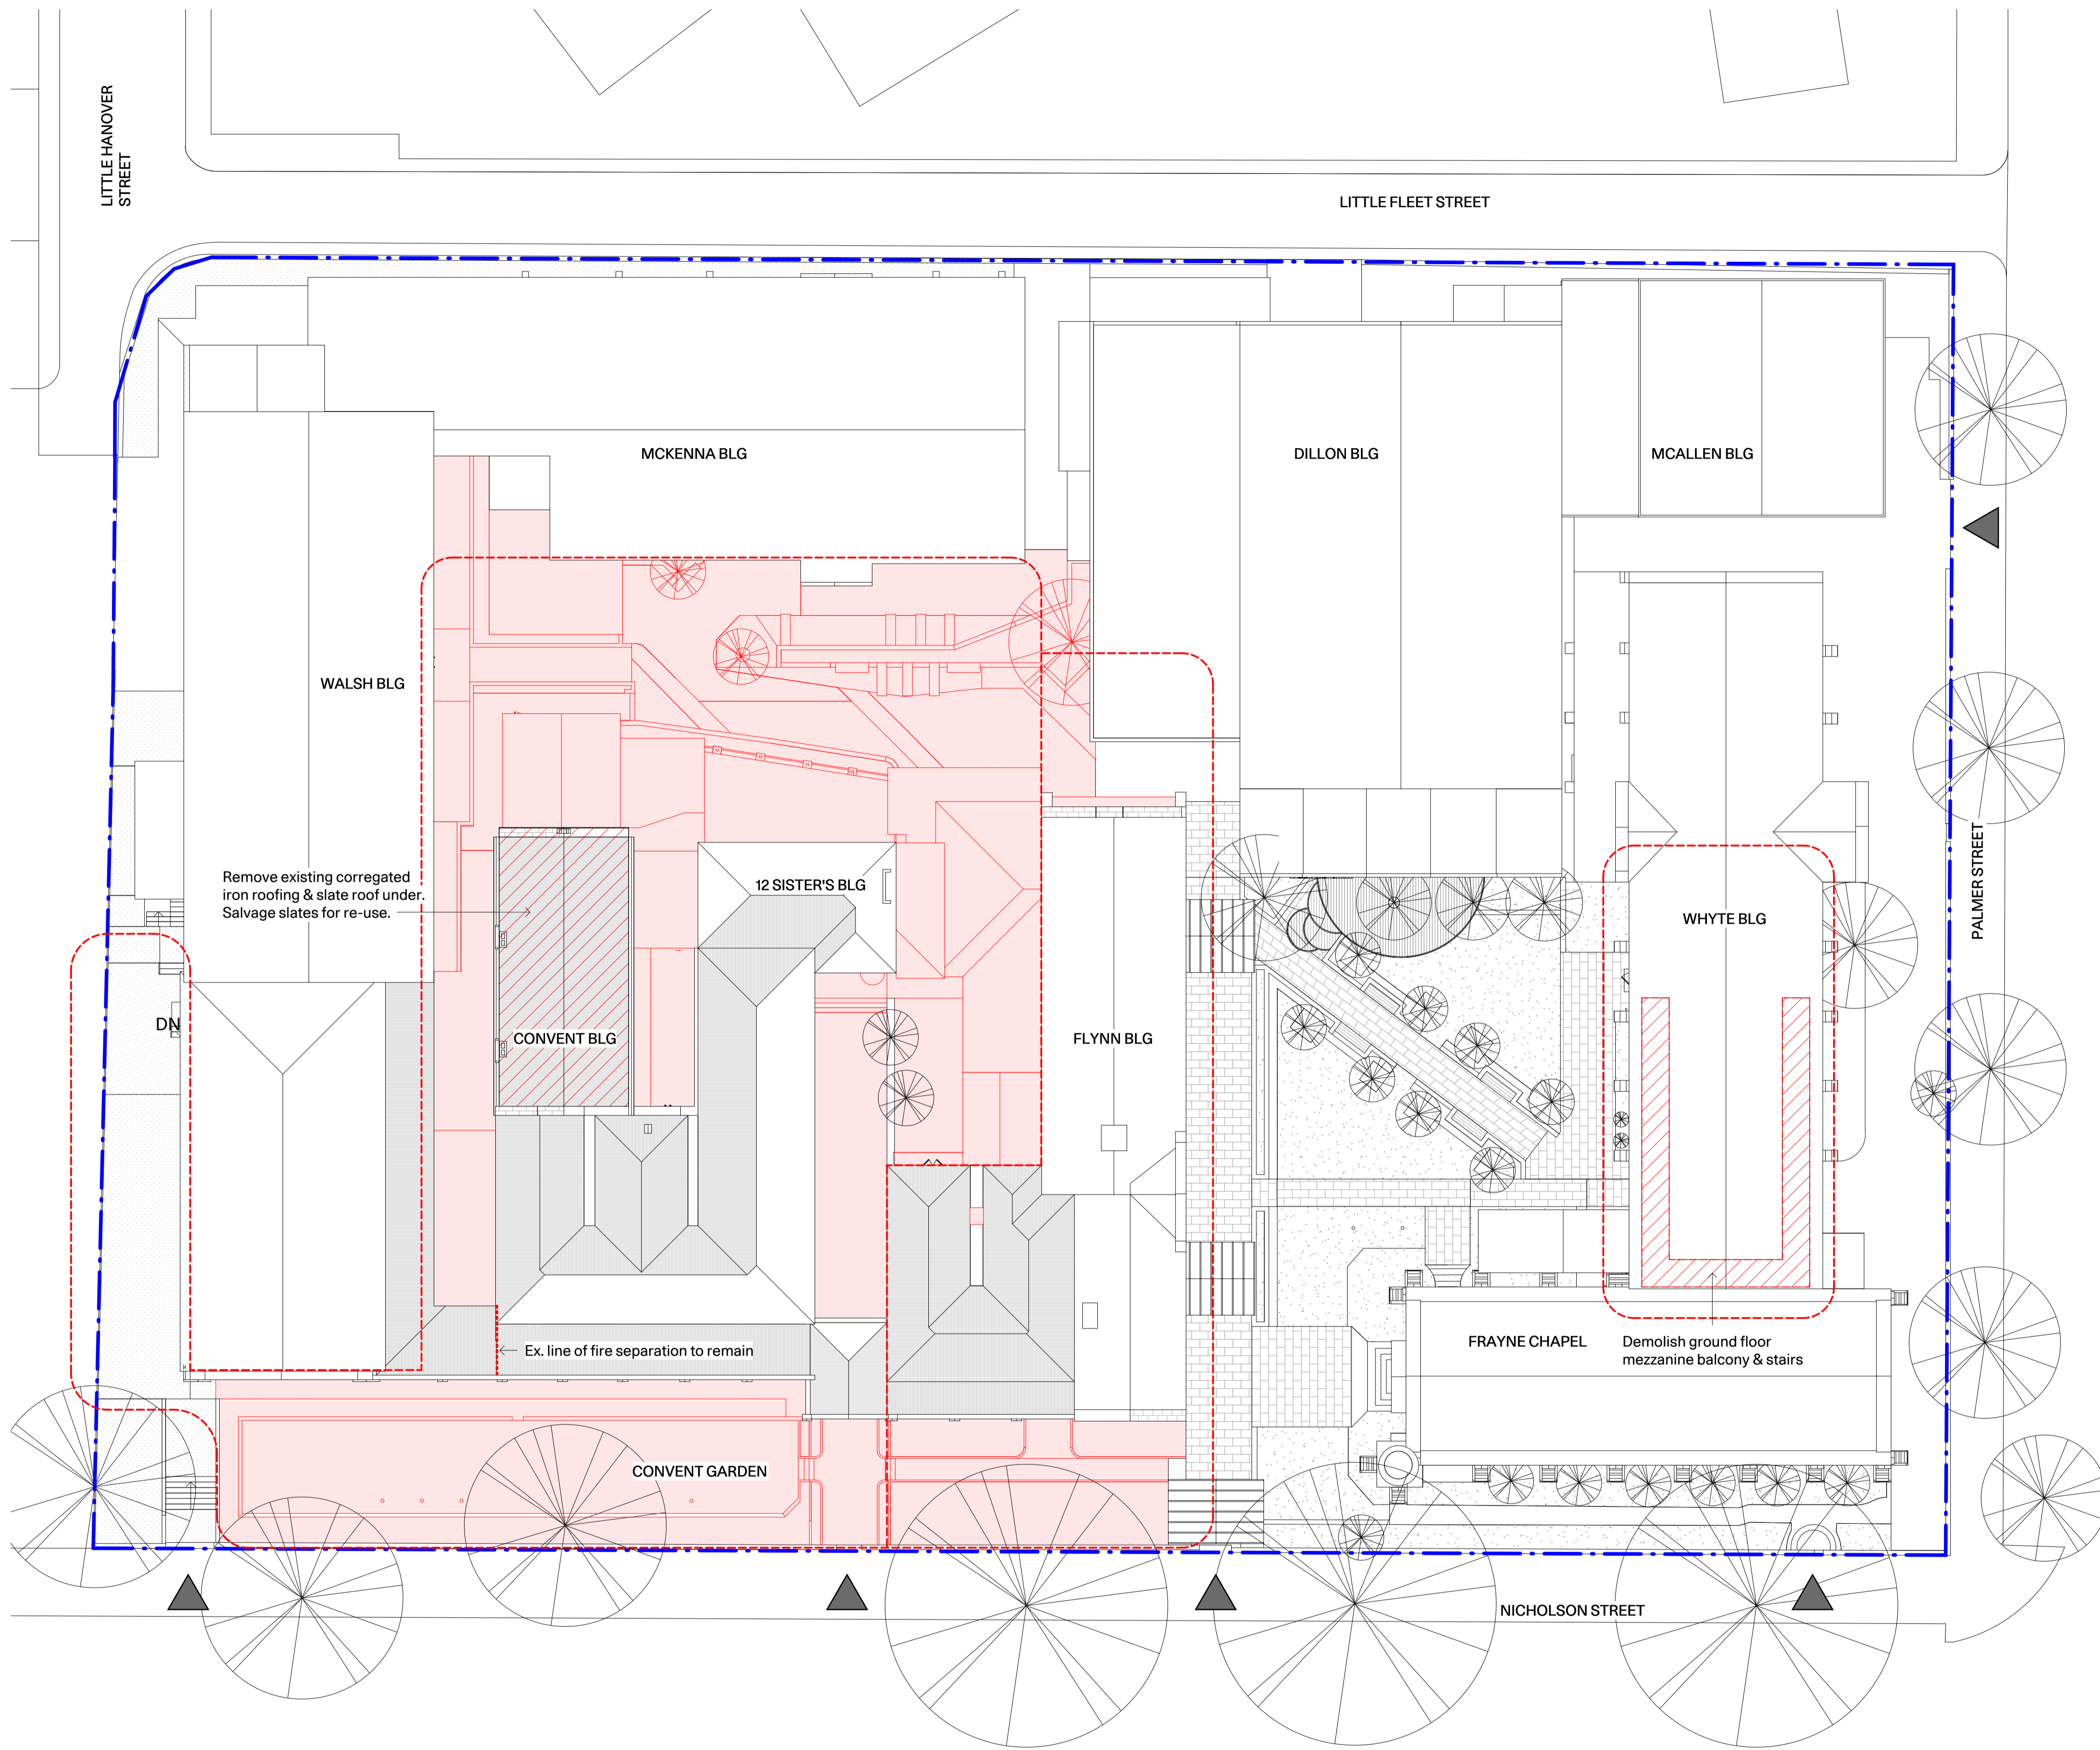 LITTLE HANOVER
STREET
LITTLE FLEET STREET
MCKENNA BLG
DILLON BLG
MCALLEN BLG
WALSH BLG
PALMER STREET
Remove existing corregated
iron roofing & slate roof under.
Salvage slates for re-use.
12 SISTER'S BLG
WHYTE BLG
DN
CONVENT BLG
FLYNN BLG
Ex. line of fire separation to remain
FRAYNE CHAPEL
Demolish ground floor
mezzanine balcony & stairs
CONVENT GARDEN
NICHOLSON STREET